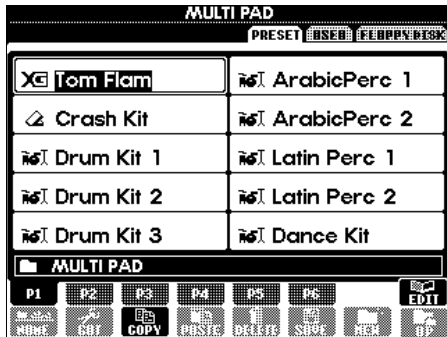 MULTI PAD
PRESET USER FLOPPY DISK
XG Tom Flam
ArabicPerc 1
Crash Kit
ArabicPerc 2
Drum Kit 1
Latin Perc 1
Drum Kit 2
Latin Perc 2
Drum Kit 3
Dance Kit
MULTI PAD
P1 P2 P3 P4 P5 P6 EDIT
NAME CUT COPY PASTE DELETE SAVE NEW UP